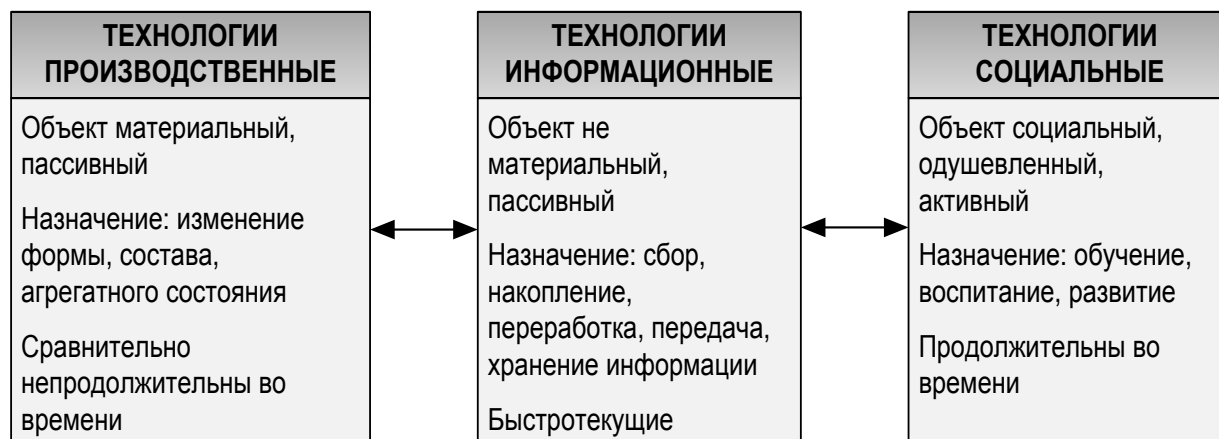 ТЕХНОЛОГИИ
ПРОИЗВОДСТВЕННЫЕ
Объект материальный,
пассивный
Назначение: изменение
формы, состава,
агрегатного состояния
Сравнительно
непродолжительны во
времени
ТЕХНОЛОГИИ
ИНФОРМАЦИОННЫЕ
Объект не
материальный,
пассивный
Назначение: сбор,
накопление,
переработка, передача,
хранение информации
Быстротекущие
ТЕХНОЛОГИИ
СОЦИАЛЬНЫЕ
Объект социальный,
одушевленный,
активный
Назначение: обучение,
воспитание, развитие
Продолжительны во
времени